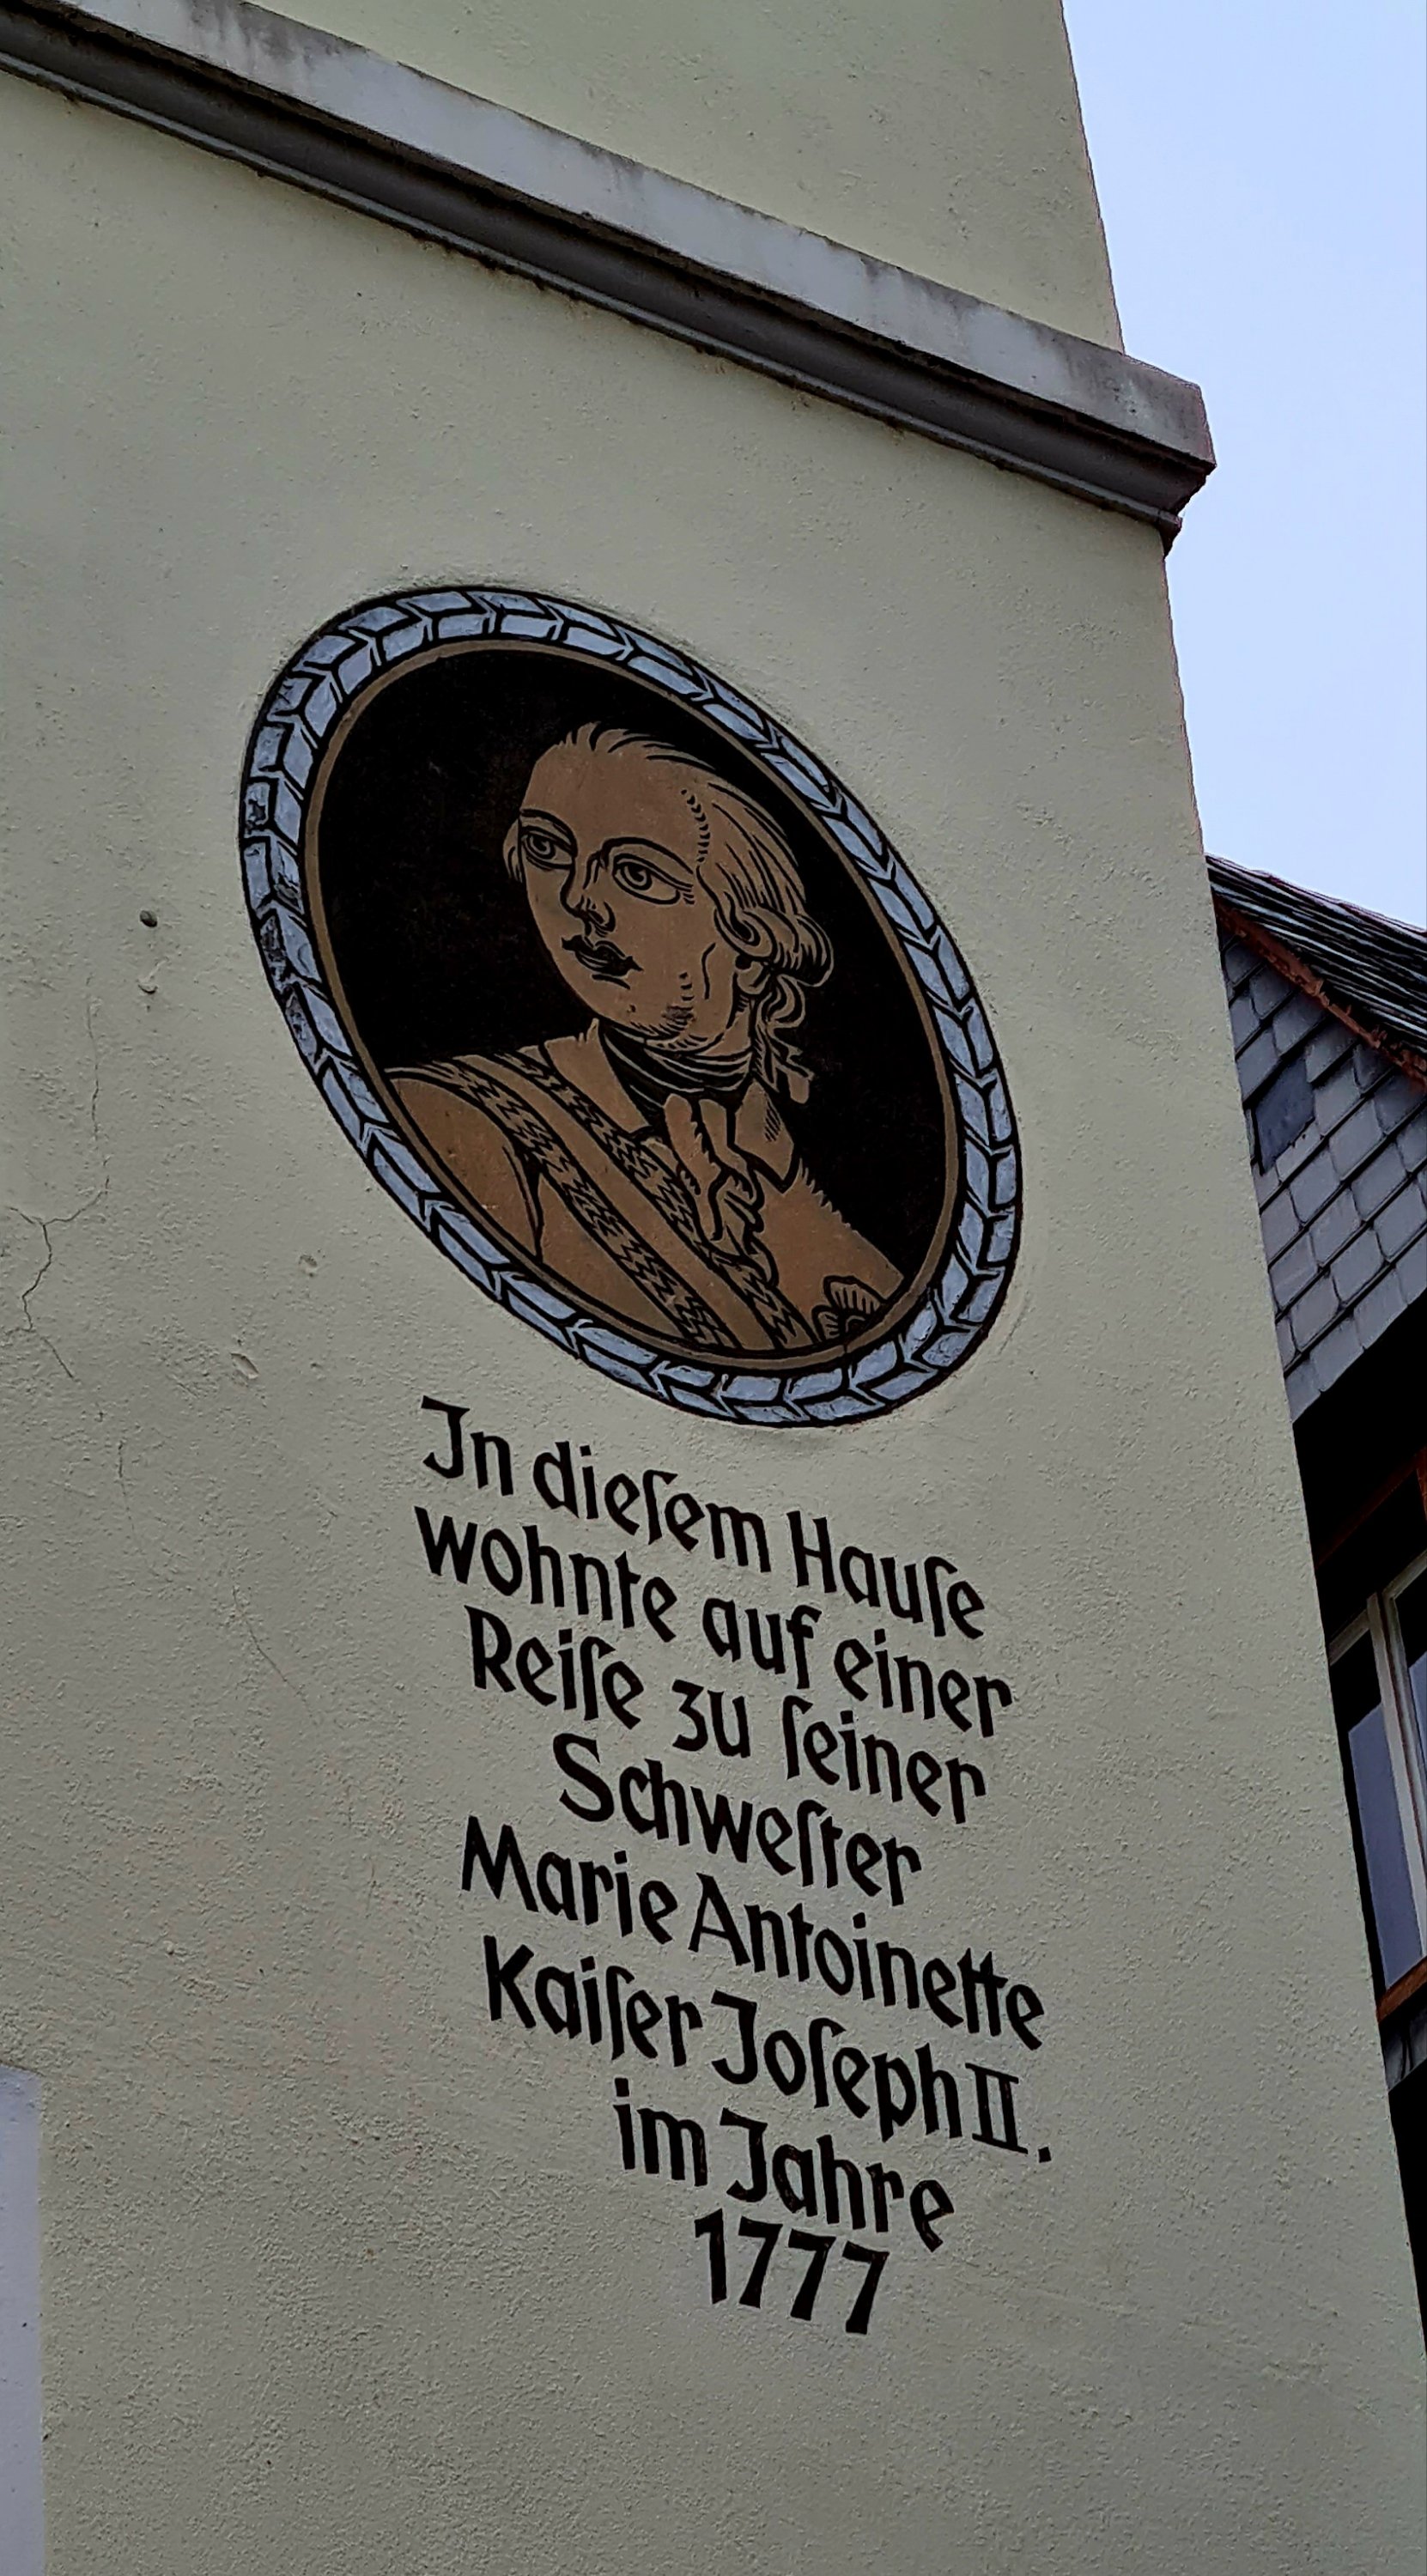 Jn dieſem Hauſe
wohnte auf einer
Reiſe zu ſeiner
Schweſter
Marie Antoinette
Kaiſer Joſeph II.
im Jahre
1777